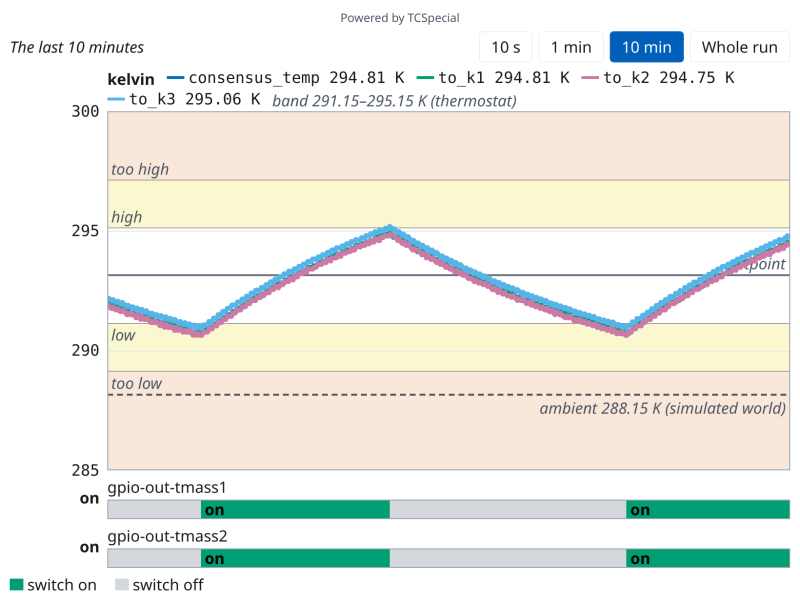 Powered by TCSpecial
The last 10 minutes
10 s
1 min
10 min
Whole run
kelvin consensus_temp 294.81 K to_k1 294.81 K to_k2 294.75 K
to_k3 295.06 K band 291.15–295.15 K (thermostat)
300
too high
high
295
point
low
290
too low
ambient 288.15 K (simulated world)
285
gpio-out-tmass1
on
on
on
gpio-out-tmass2
on
on
on
switch on
switch off